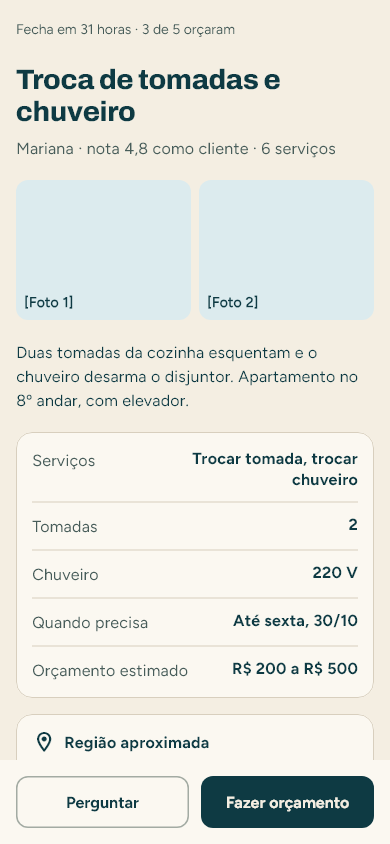 Fecha em 31 horas · 3 de 5 orçaram
Troca de tomadas e
chuveiro
Mariana · nota 4,8 como cliente · 6 serviços
[Foto 1]
[Foto 2]
Duas tomadas da cozinha esquentam e o
chuveiro desarma o disjuntor. Apartamento no
8º andar, com elevador.
Serviços
Trocar tomada, trocar
chuveiro
Tomadas
2
Chuveiro
220 V
Quando precisa
Até sexta, 30/10
Orçamento estimado
R$ 200 a R$ 500
Região aproximada
Perguntar
Fazer orçamento